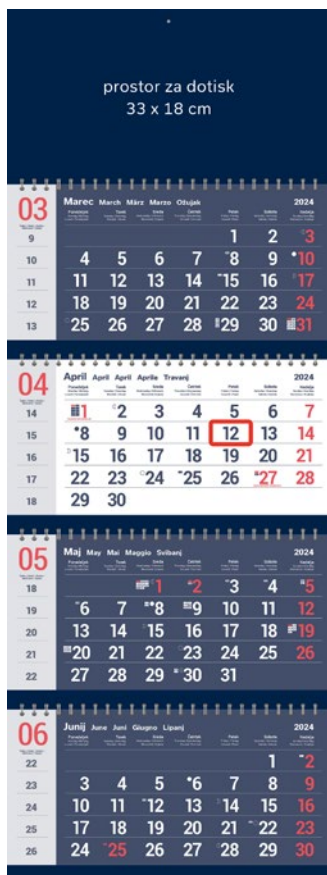 prostor za dotisk
33 x 18 cm
03 Marec March März Marzo Ožujak 2024
9 1 2 3
10 4 5 6 7 8 9 10
11 11 12 13 14 15 16 17
12 18 19 20 21 22 23 24
13 25 26 27 28 29 30 31
04 April April April Aprile Travanj 2024
14 1 2 3 4 5 6 7
15 8 9 10 11 12 13 14
16 15 16 17 18 19 20 21
17 22 23 24 25 26 27 28
18 29 30
05 Maj May Mai Maggio Svibanj 2024
18 1 2 3 4 5
19 6 7 8 9 10 11 12
20 13 14 15 16 17 18 19
21 20 21 22 23 24 25 26
22 27 28 29 30 31
06 Junij June Juni Giugno Lipanj 2024
22 1 2
23 3 4 5 6 7 8 9
24 10 11 12 13 14 15 16
25 17 18 19 20 21 22 23
26 24 25 26 27 28 29 30